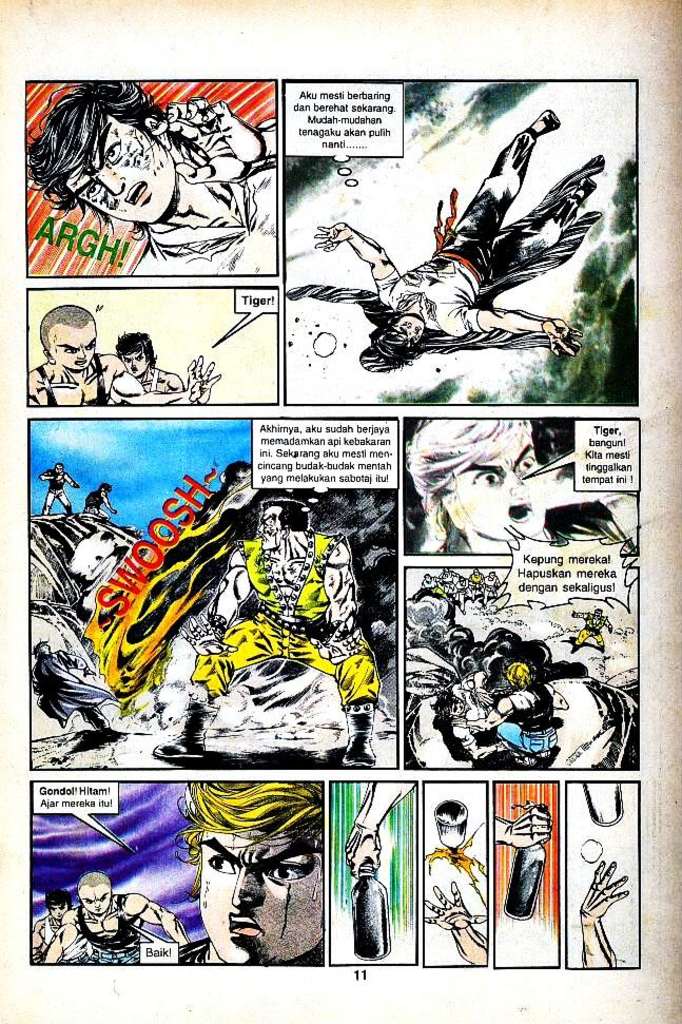 ARGH!
Aku mesti berbaring
dan berehat sekarang.
Mudah-mudahan
tenagaku akan pulih
nanti.......
Tiger!
Akhirnya, aku sudah berjaya
memadamkan api kebakaran
ini. Sekarang aku mesti men-
cincang budak-budak mentah
yang melakukan sabotaj itu!
SWOOSH~
Tiger,
bangun!
Kita mesti
tinggalkan
tempat ini !
Kepung mereka!
Hapuskan mereka
dengan sekaligus!
Gondol! Hitam!
Ajar mereka itu!
Baik!
11